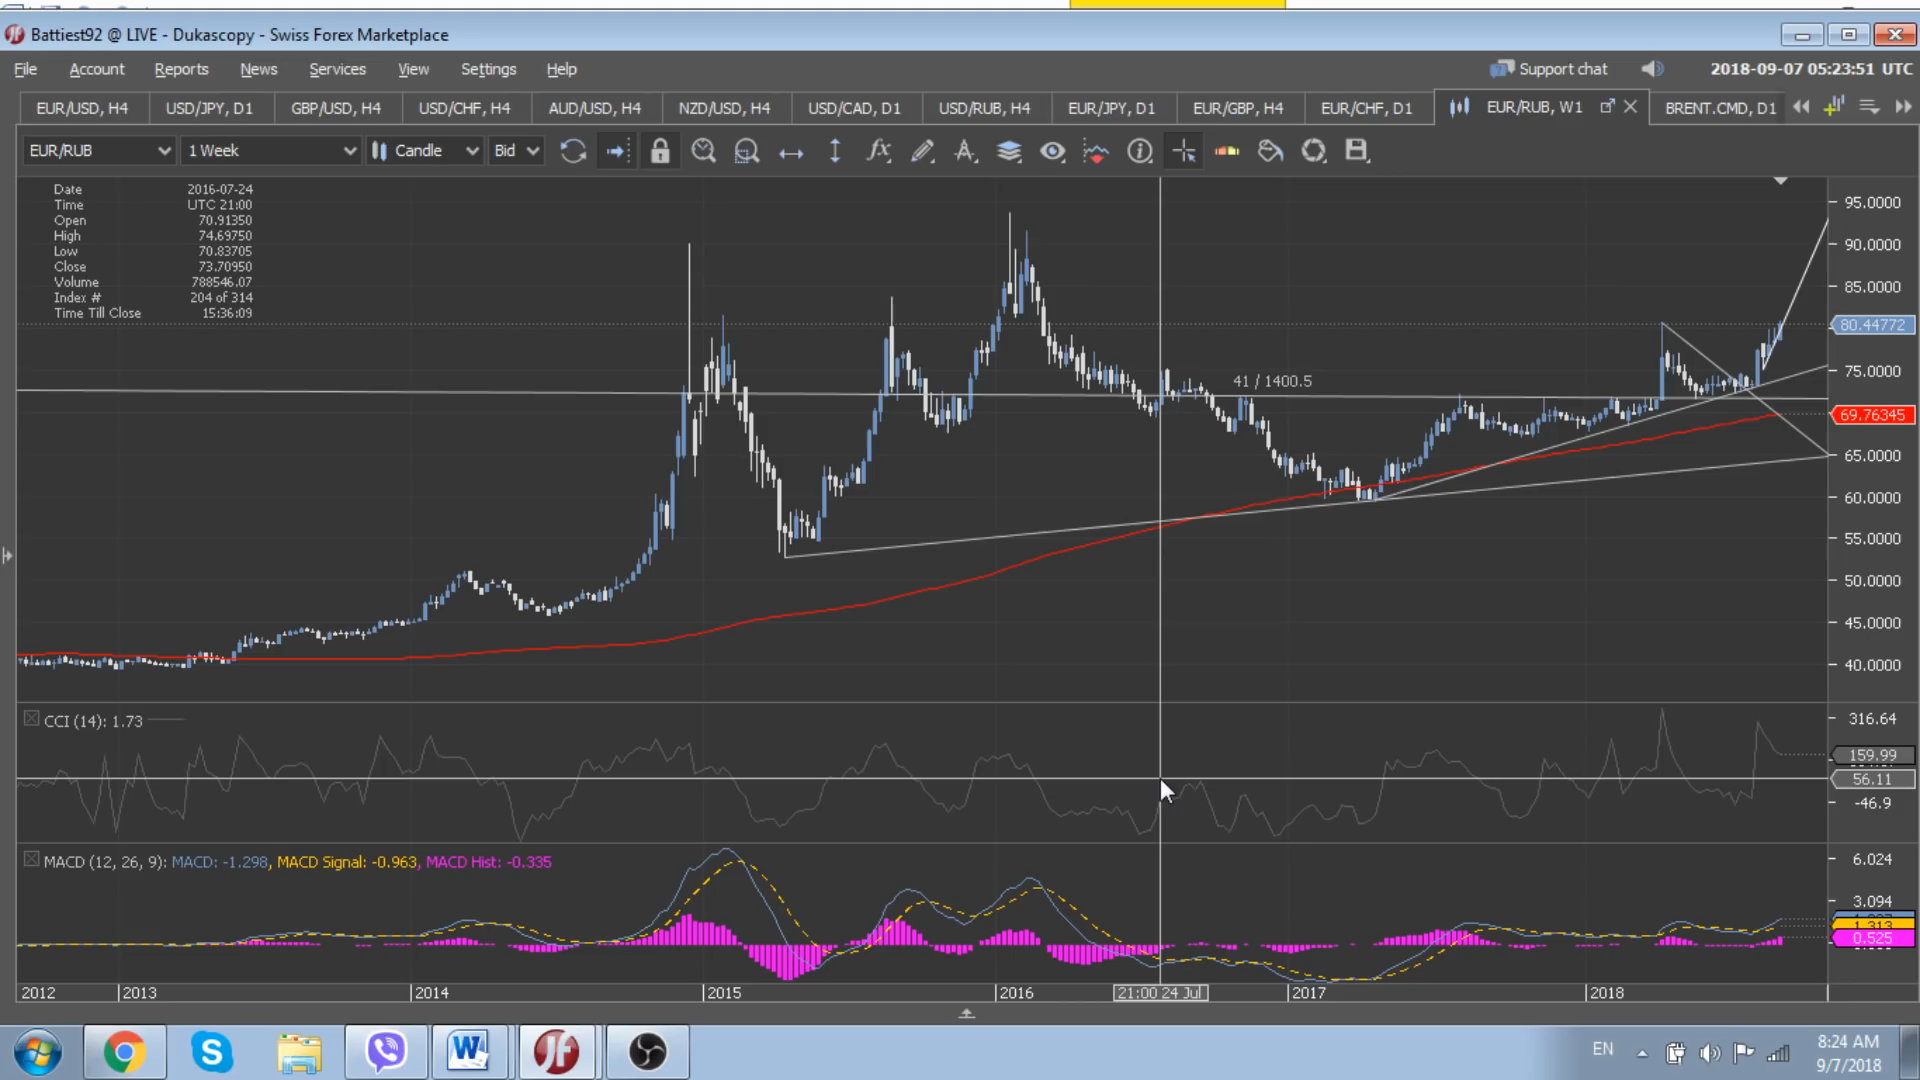 Battiest92 @ LIVE - Dukascopy - Swiss Forex Marketplace
File Account Reports News Services View Settings Help Support chat 2018-09-07 05:23:51 UTC
EUR/USD, H4 USD/JPY, D1 GBP/USD, H4 USD/CHF, H4 AUD/USD, H4 NZD/USD, H4 USD/CAD, D1 USD/RUB, H4 EUR/JPY, D1 EUR/GBP, H4 EUR/CHF, D1 EUR/RUB, W1 BRENT.CMD, D1
EUR/RUB 1 Week Candle Bid
Date 2016-07-24
Time UTC 21:00
Open 70.91350
High 74.69750
Low 70.83705
Close 73.70950
Volume 788546.07
Index # 204 of 314
Time Till Close 15:36:09
95.0000
90.0000
85.0000
80.44772
75.0000
41 / 1400.5
69.76345
65.0000
60.0000
55.0000
50.0000
45.0000
40.0000
CCI (14): 1.73
316.64
159.99
56.11
-46.9
MACD (12, 26, 9): MACD: -1.298, MACD Signal: -0.963, MACD Hist: -0.335
6.024
3.094
1.313
0.525
2012 2013 2014 2015 2016 21:00 24 Jul 2017 2018
EN 8:24 AM
9/7/2018